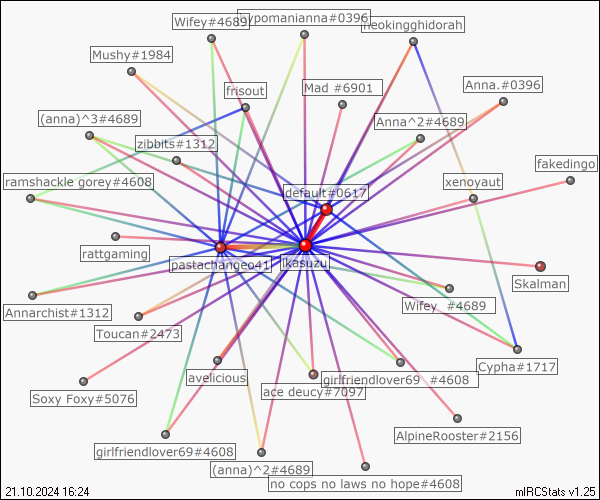 Wifey#4689
hypomanianna#0396
neokingghidorah
Mushy#1984
frisout
Mad #6901
Anna.#0396
(anna)^3#4689
Anna^2#4689
zibbits#1312
fakedingo
ramshackle gorey#4608
default#0617
xenoyaut
rattgaming
pastachangeo41
ikasuzu
Skalman
Annarchist#1312
Wifey_#4689
Toucan#2473
Cypha#1717
avelicious
girlfriendlover69_#4608
Soxy Foxy#5076
ace deucy#7097
AlpineRooster#2156
girlfriendlover69#4608
(anna)^2#4689
no cops no laws no hope#4608
21.10.2024 16:24
mIRCStats v1.25